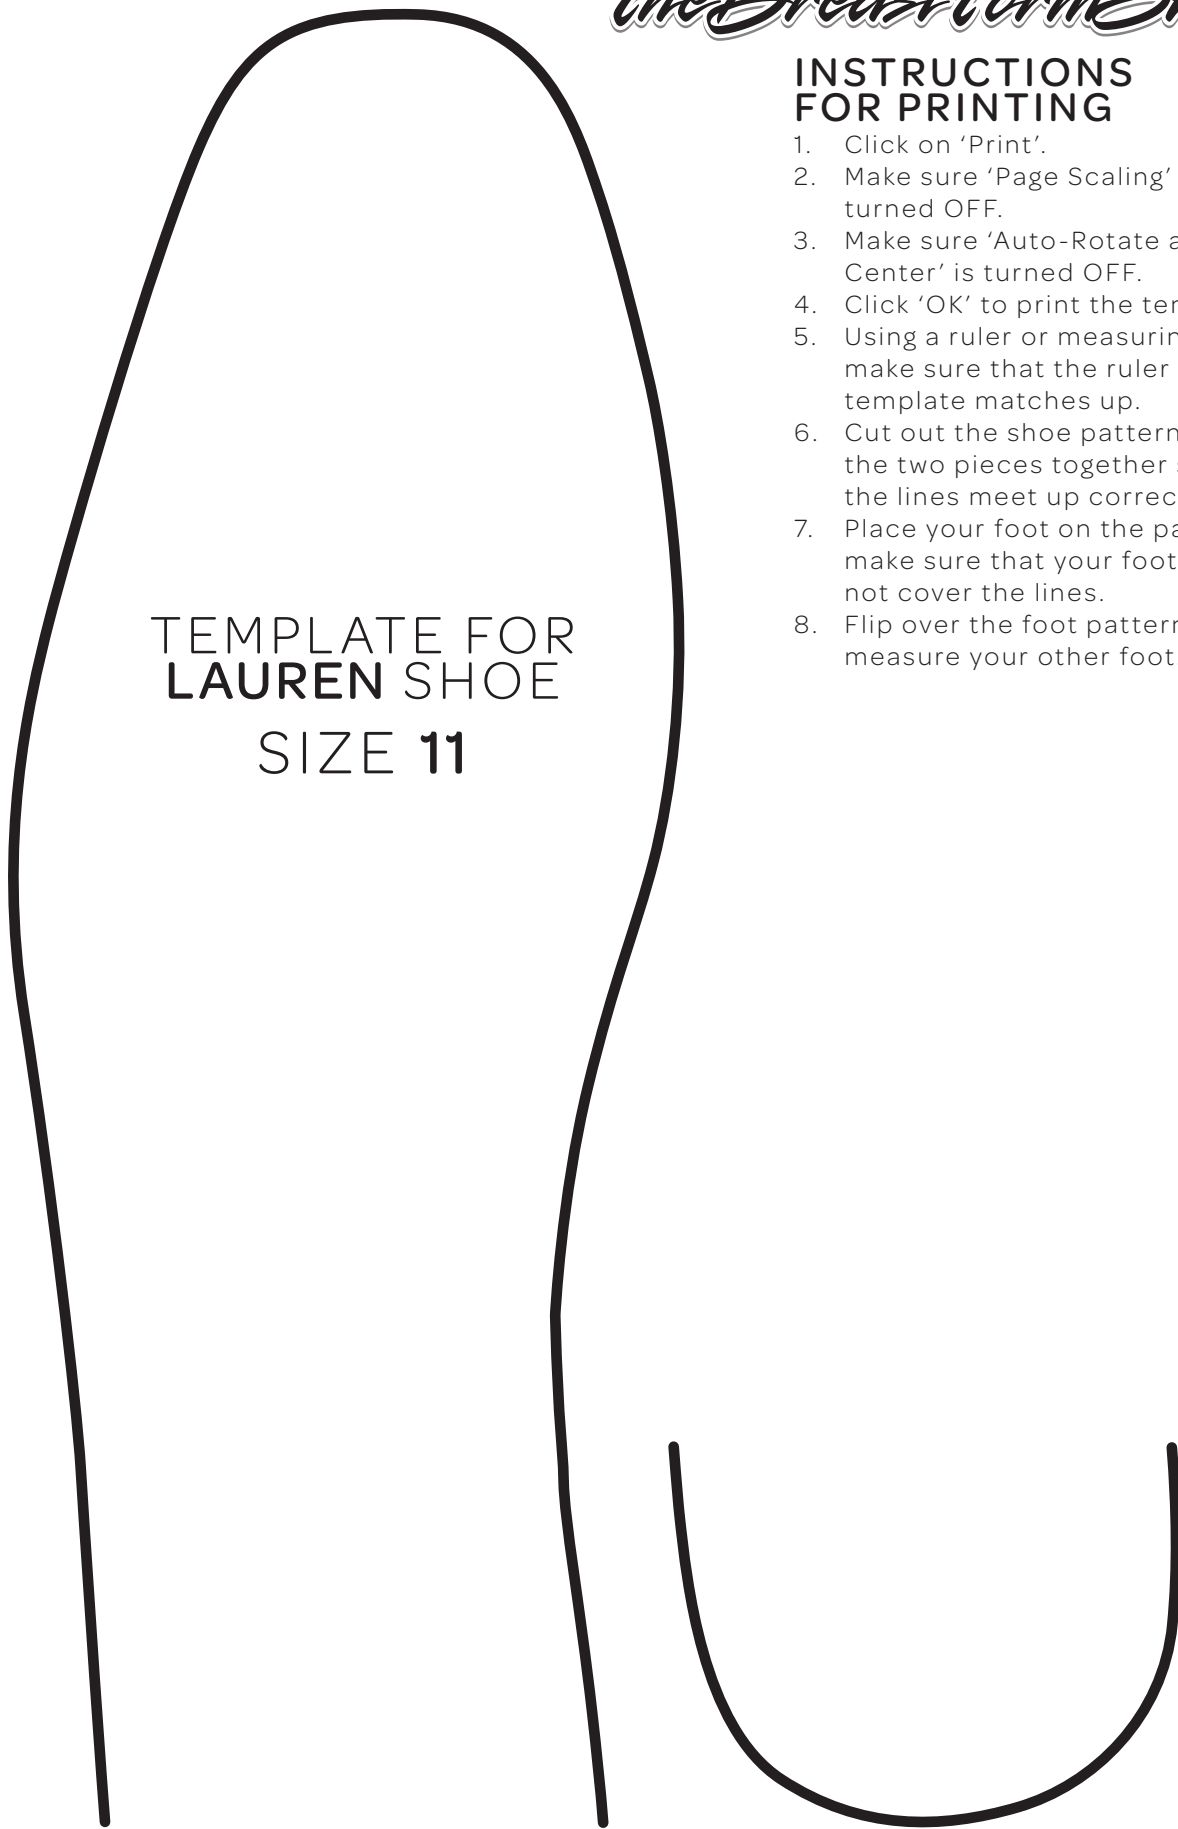 INSTRUCTIONS
FOR PRINTING
1. Click on ‘Print’.
2. Make sure ‘Page Scaling’
turned OFF.
3. Make sure ‘Auto-Rotate a
Center’ is turned OFF.
4. Click ‘OK’ to print the
5. Using a ruler or
make sure that the ruler
template matches up.
6. Cut out the shoe pattern
the two pieces together
the lines meet up
7. Place your foot on the
make sure that your foot
not cover the lines.
8. Flip over the foot pattern
measure your other foot
TEMPLATE FOR
LAUREN SHOE
SIZE 11